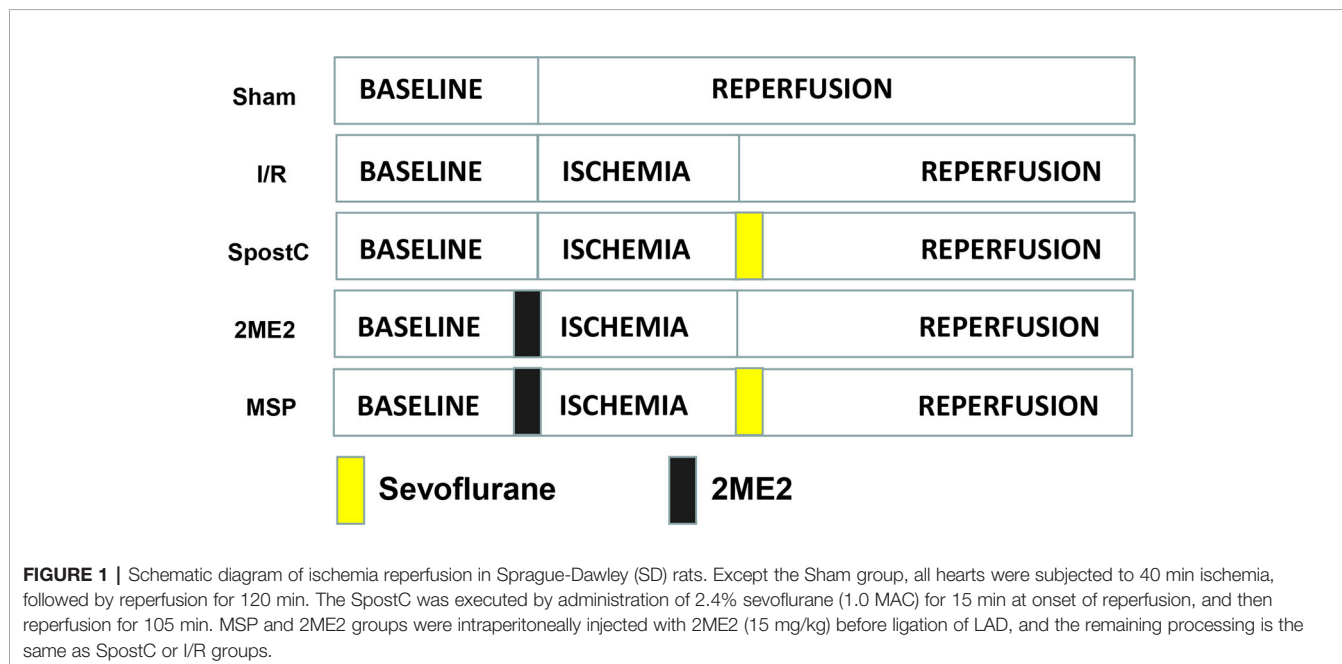 Sham BASELINE REPERFUSION
I/R BASELINE ISCHEMIA REPERFUSION
SpostC BASELINE ISCHEMIA REPERFUSION
2ME2 BASELINE ISCHEMIA REPERFUSION
MSP BASELINE ISCHEMIA REPERFUSION
Sevoflurane 2ME2
FIGURE 1 | Schematic diagram of ischemia reperfusion in Sprague-Dawley (SD) rats. Except the Sham group, all hearts were subjected to 40 min ischemia,
followed by reperfusion for 120 min. The SpostC was executed by administration of 2.4% sevoflurane (1.0 MAC) for 15 min at onset of reperfusion, and then
reperfusion for 105 min. MSP and 2ME2 groups were intraperitoneally injected with 2ME2 (15 mg/kg) before ligation of LAD, and the remaining processing is the
same as SpostC or I/R groups.